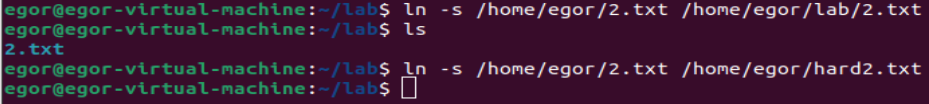 egor@egor-virtual-machine:~/lab$ ln -s /home/egor/2.txt /home/egor/lab/2.txt
egor@egor-virtual-machine:~/lab$ ls
2.txt
egor@egor-virtual-machine:~/lab$ ln -s /home/egor/2.txt /home/egor/hard2.txt
egor@egor-virtual-machine:~/lab$